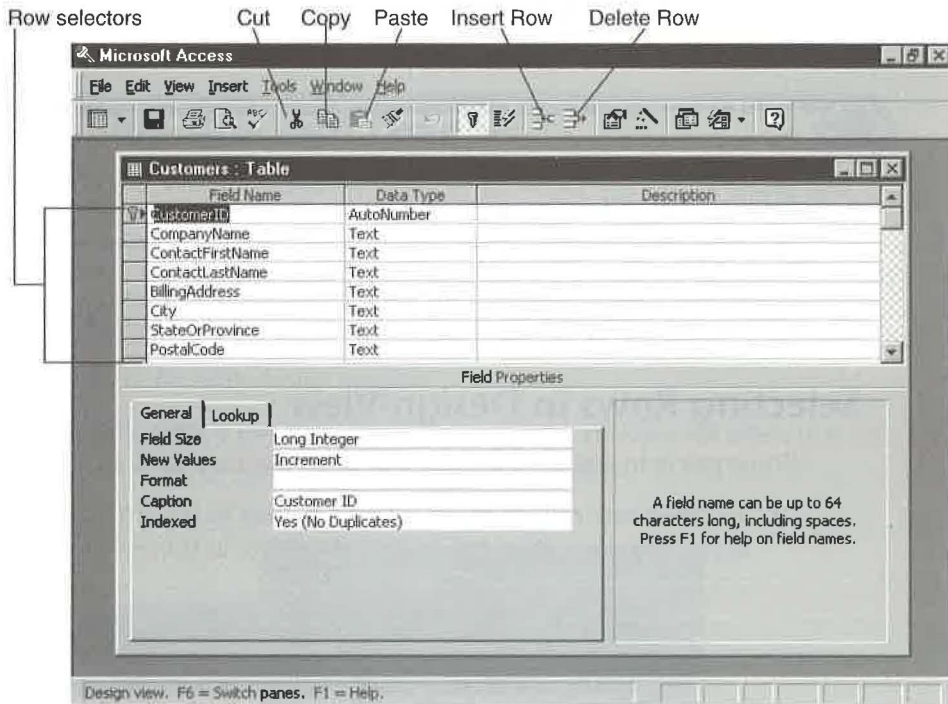 Row selectors Cut Copy Paste Insert Row Delete Row
Microsoft Access
File Edit View Insert Tools Window Help
ABC
Customers : Table
Field Name Data Type Description
CustomerID AutoNumber
CompanyName Text
ContactFirstName Text
ContactLastName Text
BillingAddress Text
City Text
StateOrProvince Text
PostalCode Text
Field Properties
General Lookup
Field Size Long Integer
New Values Increment
Format
Caption Customer ID
Indexed Yes (No Duplicates)
A field name can be up to 64
characters long, including spaces.
Press F1 for help on field names.
Design view. F6 = Switch panes. F1 = Help.